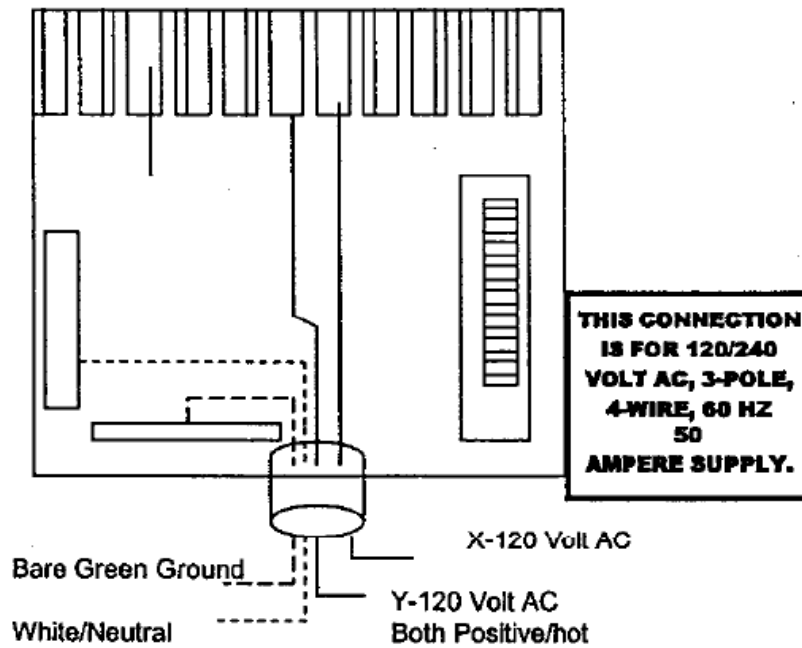 THIS CONNECTION
IS FOR 120/240
VOLT AC, 3-POLE,
4-WIRE, 60 HZ
50
AMPERE SUPPLY.
X-120 Volt AC
Bare Green Ground
Y-120 Volt AC
White/Neutral
Both Positive/hot